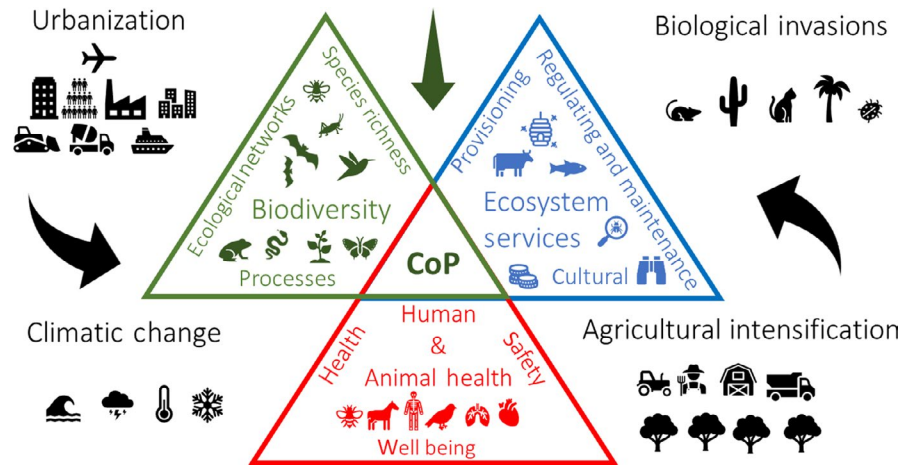 Urbanization
Biological invasions
Ecological networks
Species richness
Biodiversity
Processes
Provisioning
Regulating and maintenance
Ecosystem
services
Cultural
CoP
Climatic change
Agricultural intensification
Health
Human
&
Animal health
Safety
Well being